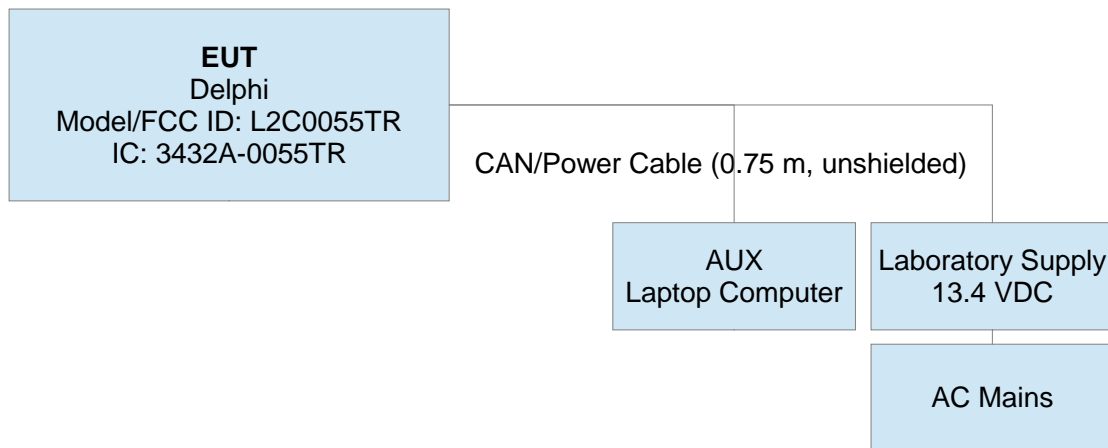 EUT
Delphi
Model/FCC ID: L2C0055TR
IC: 3432A-0055TR
CAN/Power Cable (0.75 m, unshielded)
AUX
Laptop Computer
Laboratory Supply
13.4 VDC
AC Mains